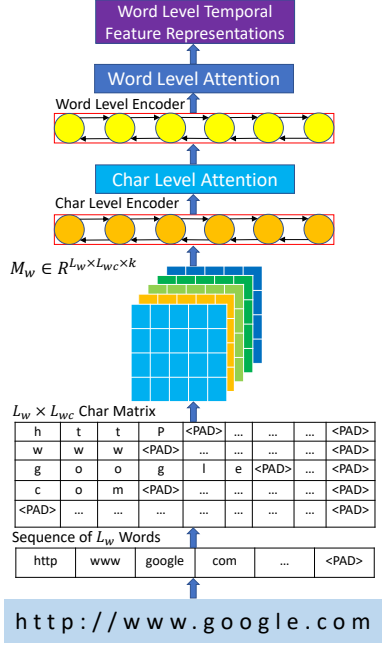 Word Level Temporal
Feature Representations
Word Level Attention
Word Level Encoder
Char Level Attention
Char Level Encoder
M_w ∈ R^{L_w×L_wc×k}
L_w × L_wc Char Matrix
h t t P <PAD> ... ... ... <PAD>
w w w <PAD> ... ... ... ... <PAD>
g o o g l e <PAD> ... <PAD>
c o m <PAD> ... ... ... ... <PAD>
<PAD> ... ... ... ... ... ... ... <PAD>
Sequence of L_w Words
http www google com ... <PAD>
http://www.google.com